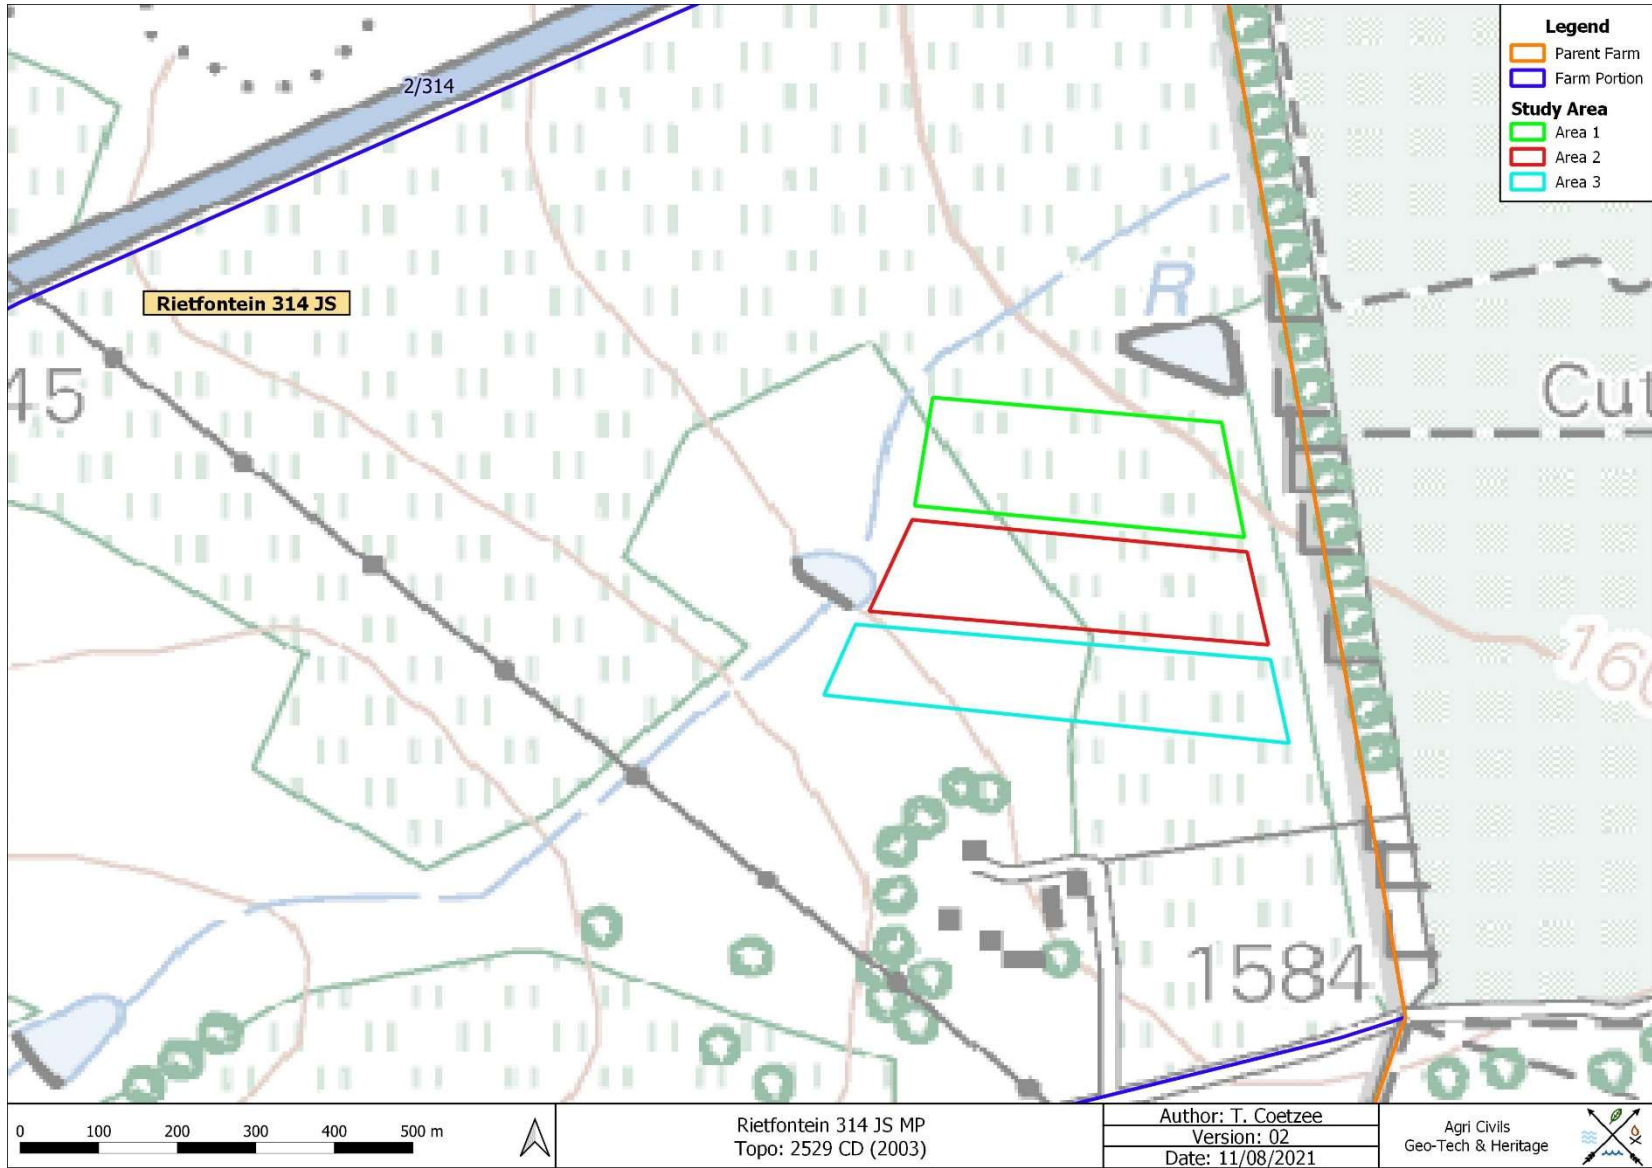 Legend
Parent Farm
Farm Portion
Study Area
Area 1
Area 2
Area 3
2/314
Rietfontein 314 JS
R
45
Cut
160
1584
0 100 200 300 400 500 m
Rietfontein 314 JS MP
Topo: 2529 CD (2003)
Author: T. Coetzee
Version: 02
Date: 11/08/2021
Agri Civils
Geo-Tech & Heritage